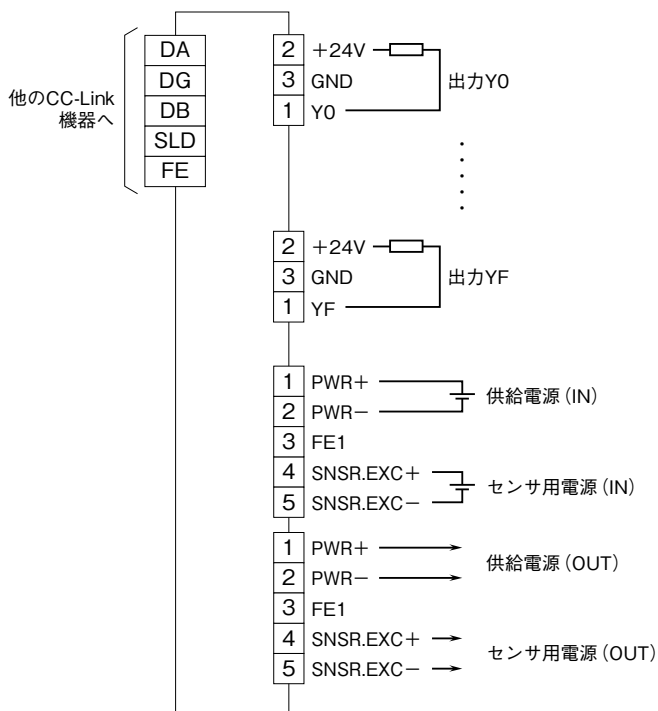 他のCC-Link
機器へ
DA
DG
DB
SLD
FE
2 +24V
3 GND
1 Y0
出力Y0
2 +24V
3 GND
1 YF
出力YF
1 PWR+
2 PWR−
3 FE1
4 SNSR.EXC+
5 SNSR.EXC−
供給電源(IN)
センサ用電源(IN)
1 PWR+
2 PWR−
3 FE1
4 SNSR.EXC+
5 SNSR.EXC−
供給電源(OUT)
センサ用電源(OUT)